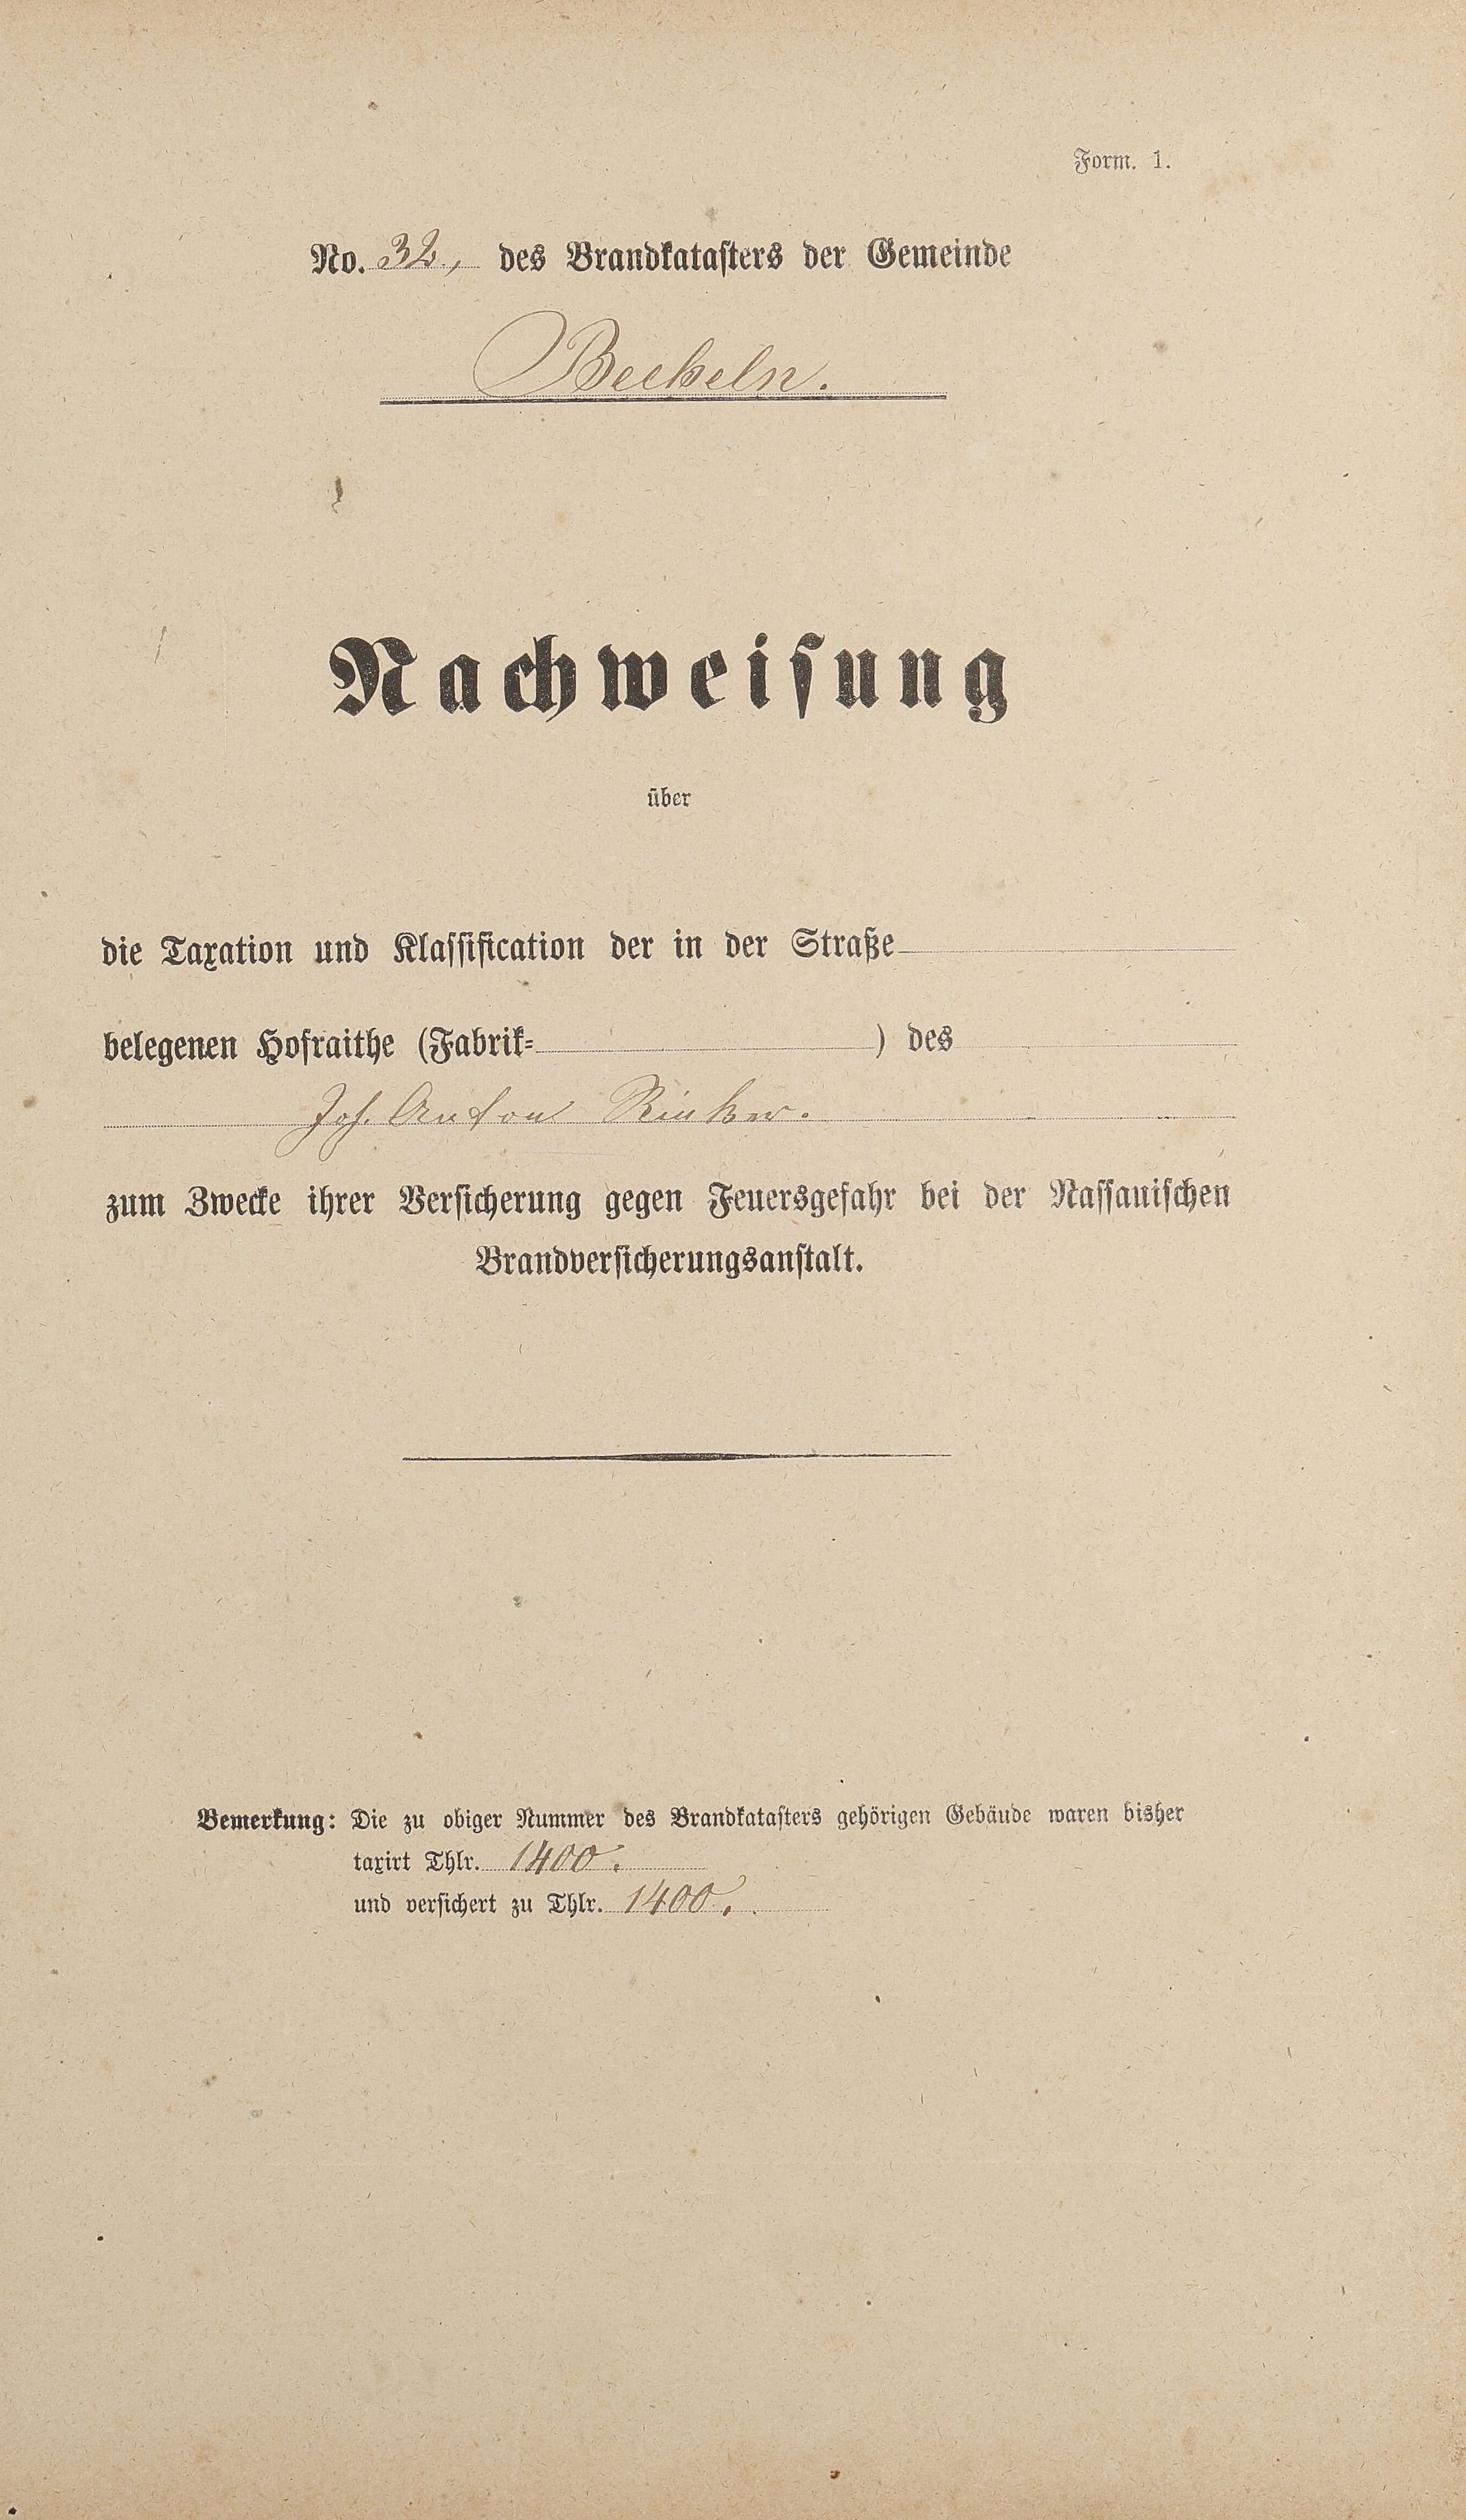 Form. 1.
No. 32, des Brandkatasters der Gemeinde
Becheln.
Nachweisung
über
die Taxation und Klassification der in der Straße
belegenen Hofraithe (Fabrik= ) des
Joh. Anton Rinker.
zum Zwecke ihrer Versicherung gegen Feuersgefahr bei der Nassauischen
Brandversicherungsanstalt.
Bemerkung: Die zu obiger Nummer des Brandkatasters gehörigen Gebäude waren bisher
taxirt Thlr. 1400.
und versichert zu Thlr. 1400.